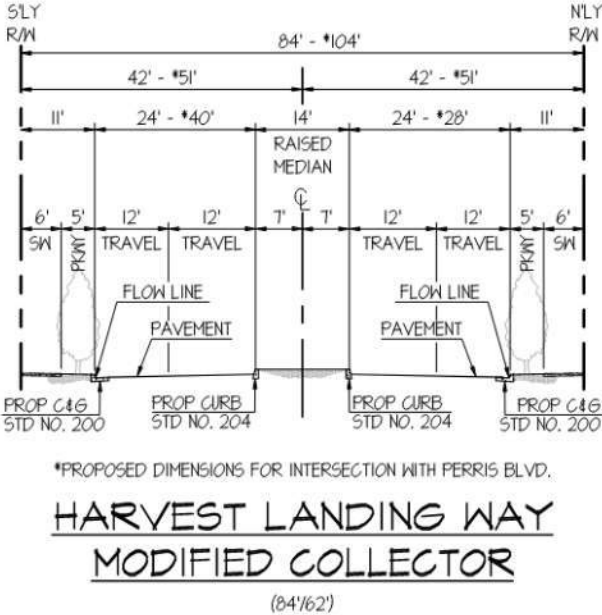 S'LY N'LY
R/W 84' - *104' R/W
42' - *51' 42' - *51'
11' 24' - *40' 14' 24' - *28' 11'
RAISED
MEDIAN
CL
6' 5' 12' 12' 7' 7' 12' 12' 5' 6'
SW PKWY TRAVEL TRAVEL TRAVEL TRAVEL PKWY SW
FLOW LINE FLOW LINE
PAVEMENT PAVEMENT
PROP C&G PROP CURB PROP CURB PROP C&G
STD NO. 200 STD NO. 204 STD NO. 204 STD NO. 200
*PROPOSED DIMENSIONS FOR INTERSECTION WITH PERRIS BLVD.
HARVEST LANDING WAY
MODIFIED COLLECTOR
(84'/62')